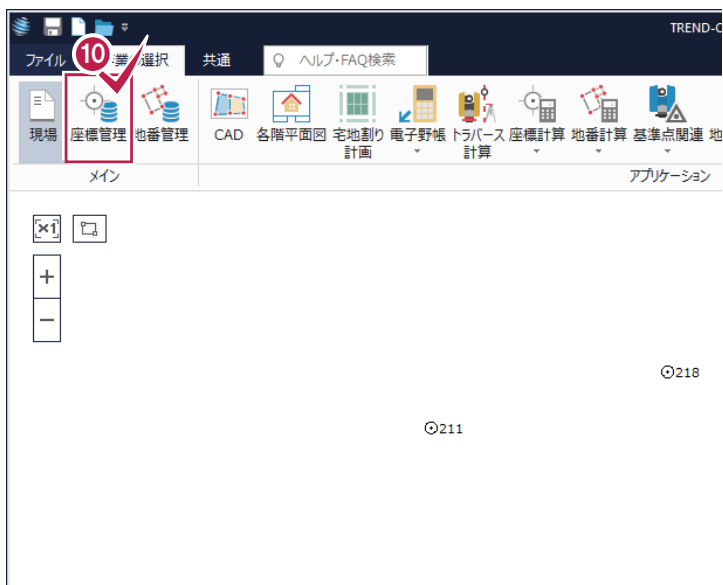 TREND-C
ファイル 業の選択 共通 ヘルプ・FAQ検索
10
現場 座標管理 地番管理 CAD 各階平面図 宅地割り計画 電子野帳 トラバース計算 座標計算 地番計算 基準点関連 地
メイン アプリケーション
×1
218
211